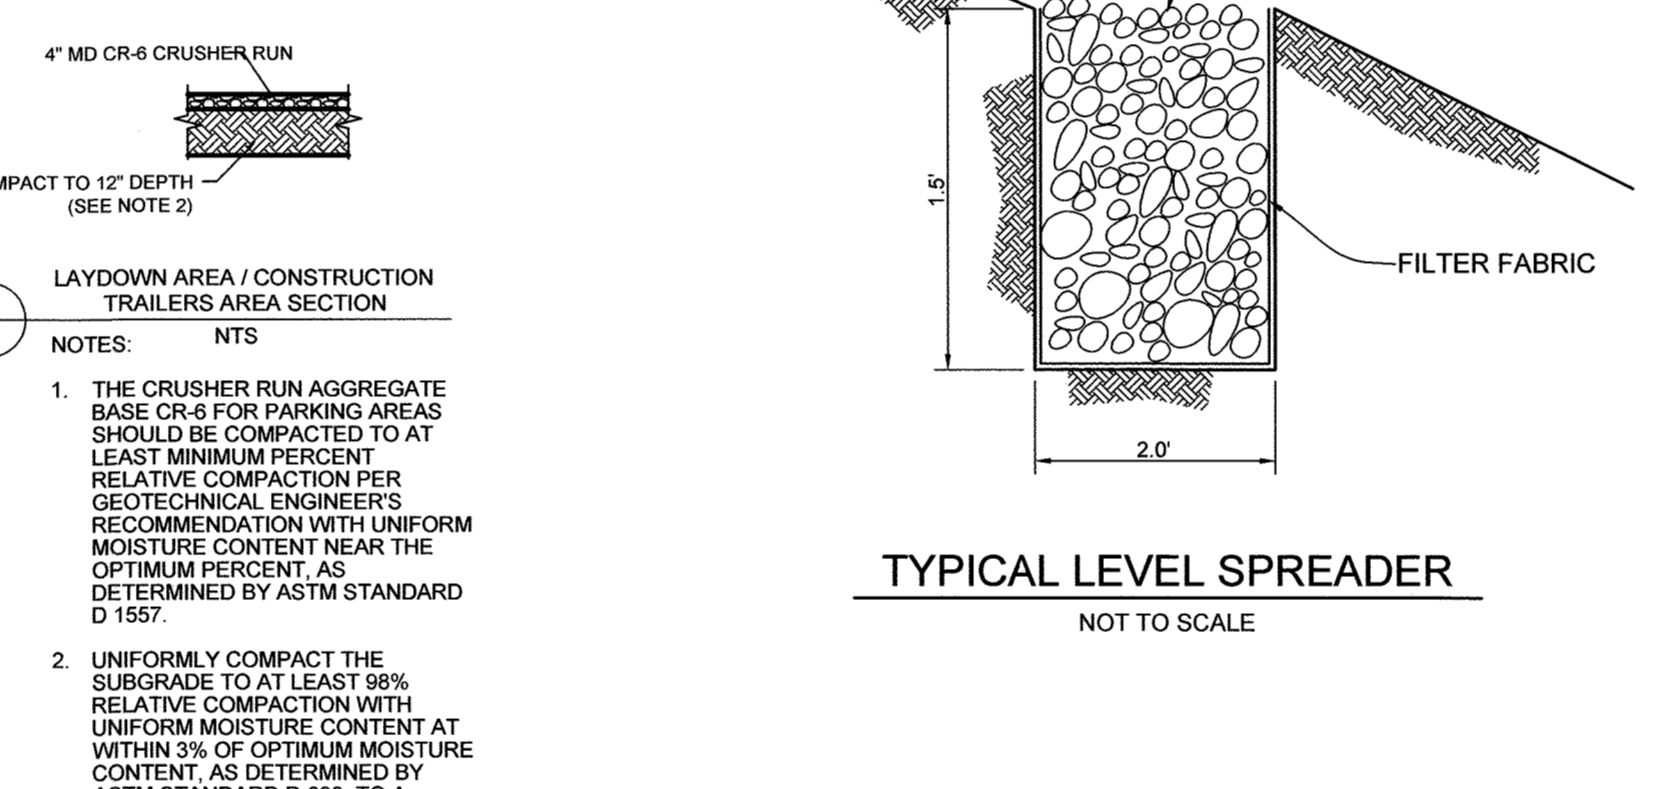 4" MD CR-6 CRUSHER RUN
TO 12" DEPTH
(SEE NOTE 2)
LAYDOWN AREA / CONSTRUCTION
TRAILERS AREA SECTION
NTS
NOTES:
1. THE CRUSHER RUN AGGREGATE
BASE CR-6 FOR PARKING AREAS
SHOULD BE COMPACTED TO AT
LEAST MINIMUM PERCENT
RELATIVE COMPACTION PER
GEOTECHNICAL ENGINEER'S
RECOMMENDATION WITH UNIFORM
MOISTURE CONTENT NEAR THE
OPTIMUM PERCENT, AS
DETERMINED BY ASTM STANDARD
D 1557.
2. UNIFORMLY COMPACT THE
SUBGRADE TO AT LEAST 98%
RELATIVE COMPACTION WITH
UNIFORM MOISTURE CONTENT AT
WITHIN 3% OF OPTIMUM MOISTURE
CONTENT, AS DETERMINED BY
1.5'
FILTER FABRIC
2.0'
TYPICAL LEVEL SPREADER
NOT TO SCALE